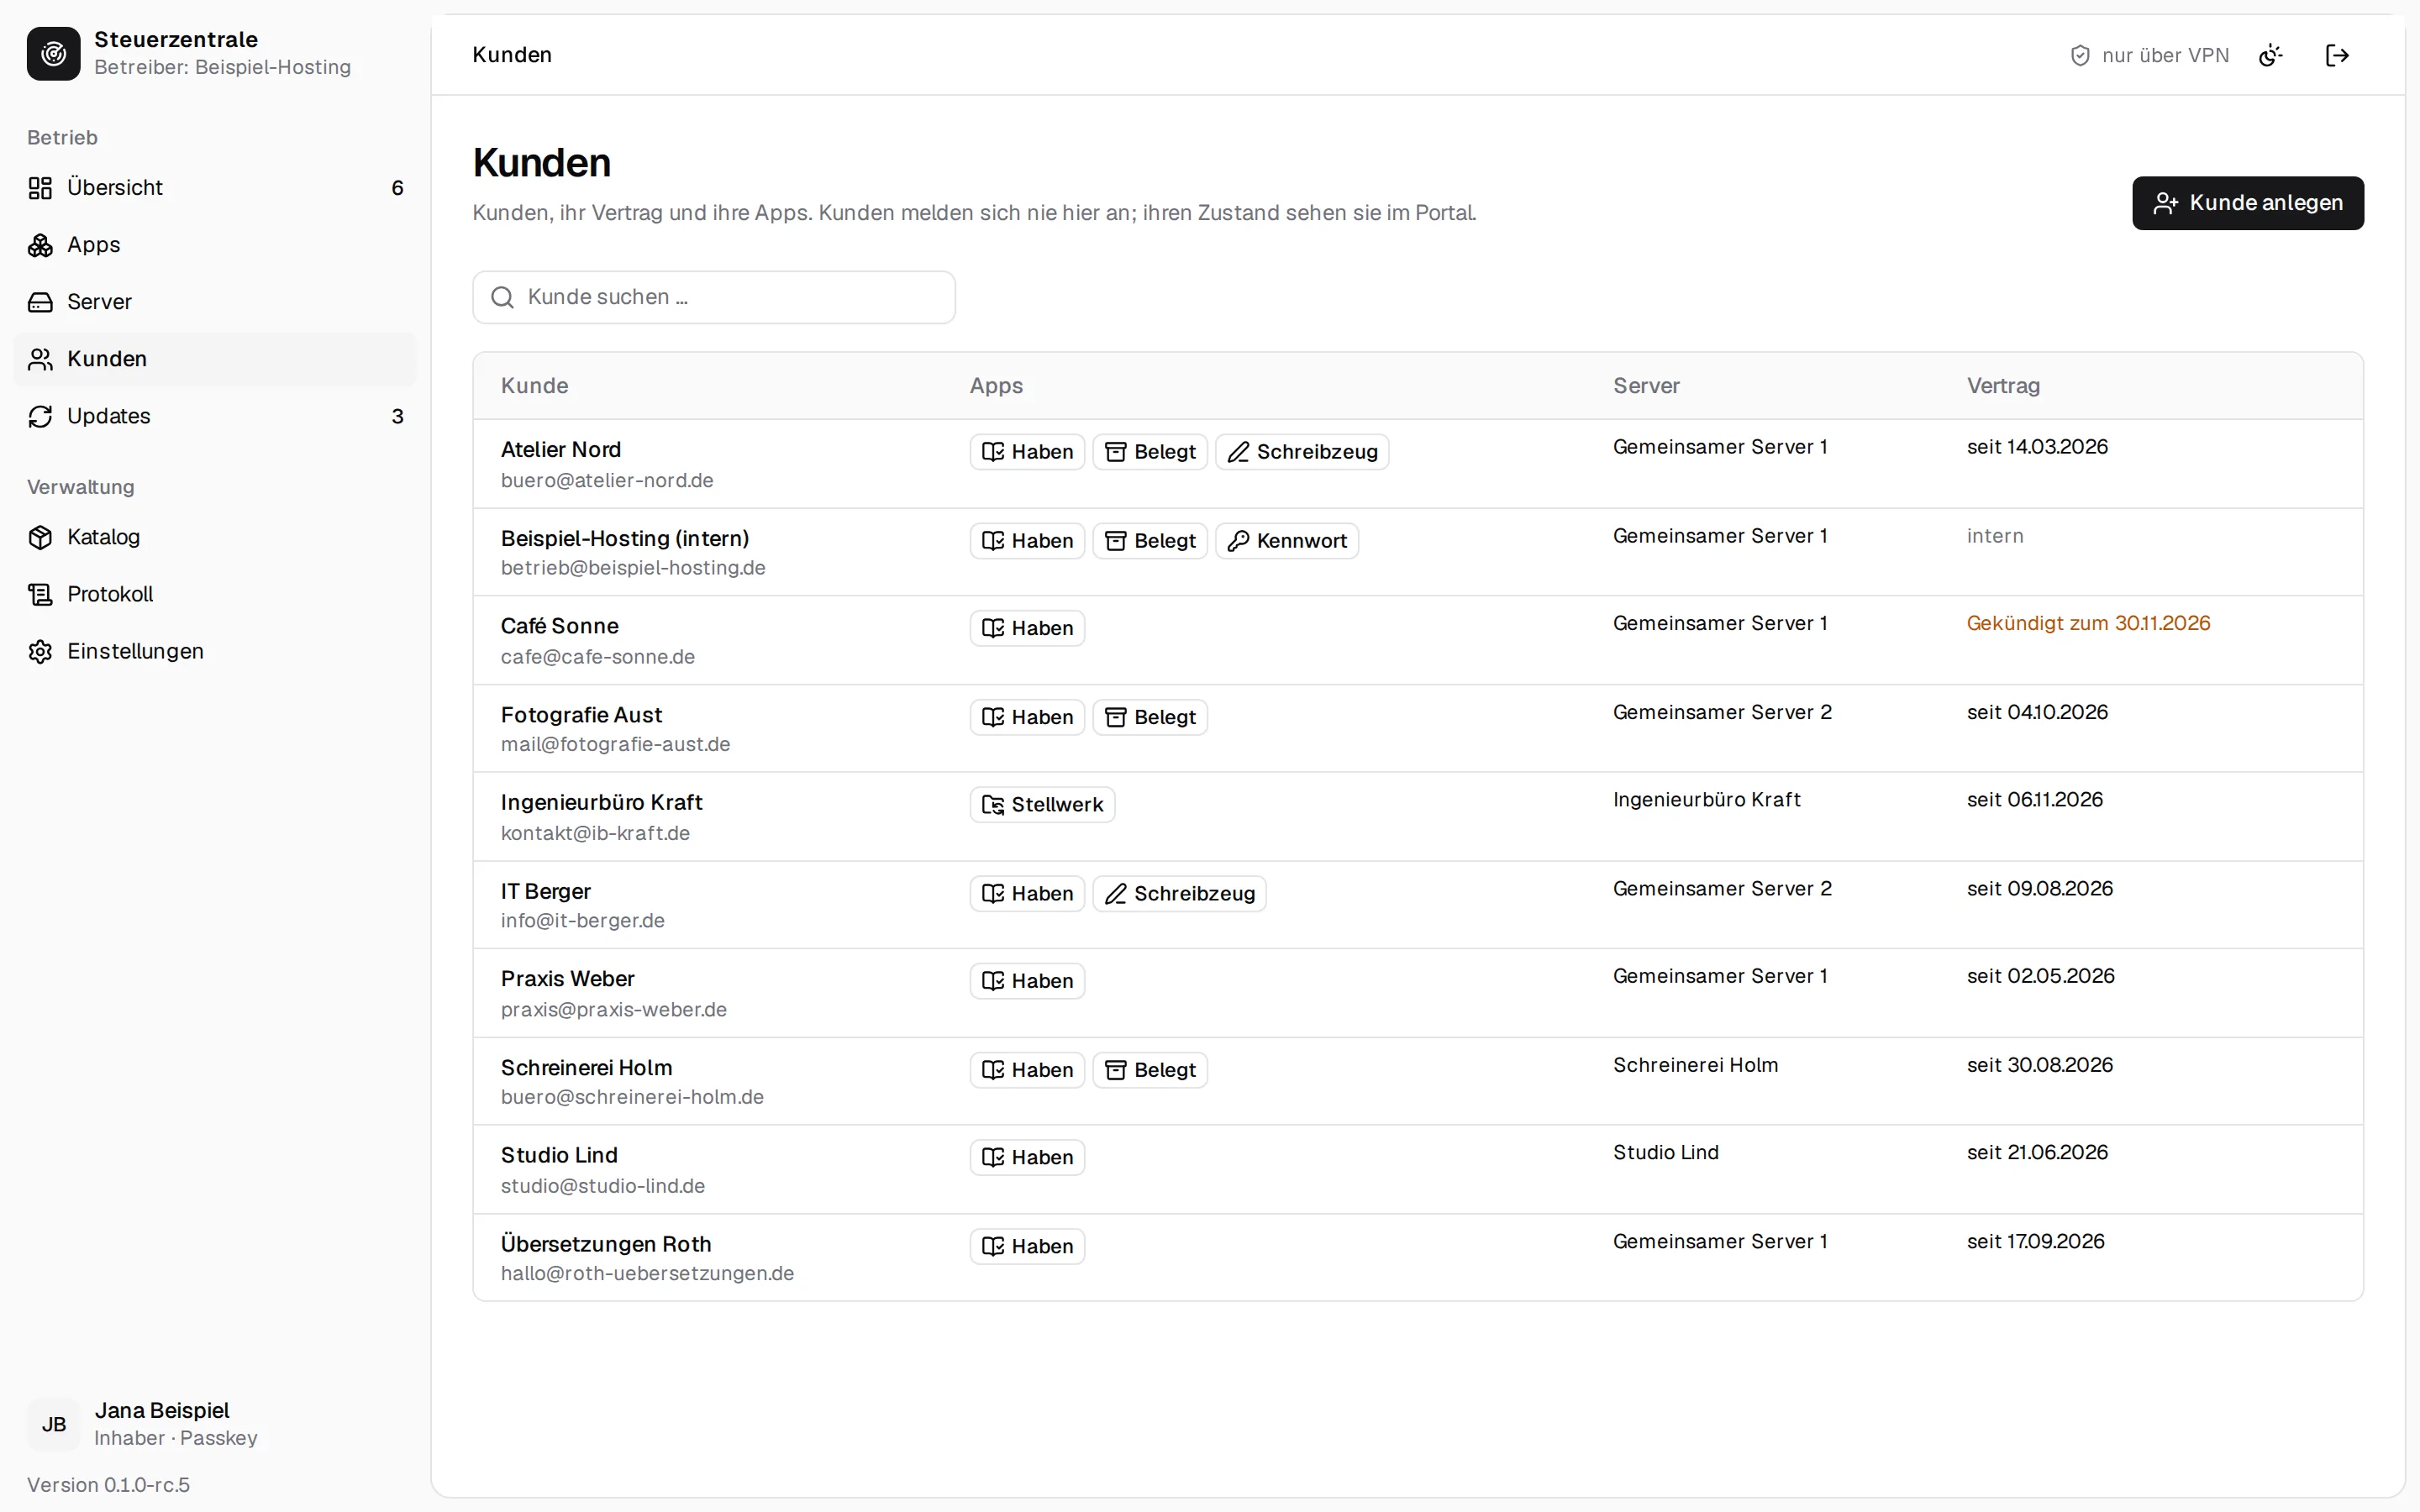 Steuerzentrale
Betreiber: Beispiel-Hosting
Betrieb
Übersicht 6
Apps
Server
Kunden
Updates 3
Verwaltung
Katalog
Protokoll
Einstellungen
JB
Jana Beispiel
Inhaber · Passkey
Version 0.1.0-rc.5
Kunden
nur über VPN
Kunden
Kunden, ihr Vertrag und ihre Apps. Kunden melden sich nie hier an; ihren Zustand sehen sie im Portal.
Kunde anlegen
Kunde suchen ...
Kunde Apps Server Vertrag
Atelier Nord Haben Belegt Schreibzeug Gemeinsamer Server 1 seit 14.03.2026
buero@atelier-nord.de
Beispiel-Hosting (intern) Haben Belegt Kennwort Gemeinsamer Server 1 intern
betrieb@beispiel-hosting.de
Café Sonne Haben Gemeinsamer Server 1 Gekündigt zum 30.11.2026
cafe@cafe-sonne.de
Fotografie Aust Haben Belegt Gemeinsamer Server 2 seit 04.10.2026
mail@fotografie-aust.de
Ingenieurbüro Kraft Stellwerk Ingenieurbüro Kraft seit 06.11.2026
kontakt@ib-kraft.de
IT Berger Haben Schreibzeug Gemeinsamer Server 2 seit 09.08.2026
info@it-berger.de
Praxis Weber Haben Gemeinsamer Server 1 seit 02.05.2026
praxis@praxis-weber.de
Schreinerei Holm Haben Belegt Schreinerei Holm seit 30.08.2026
buero@schreinerei-holm.de
Studio Lind Haben Studio Lind seit 21.06.2026
studio@studio-lind.de
Übersetzungen Roth Haben Gemeinsamer Server 1 seit 17.09.2026
hallo@roth-uebersetzungen.de